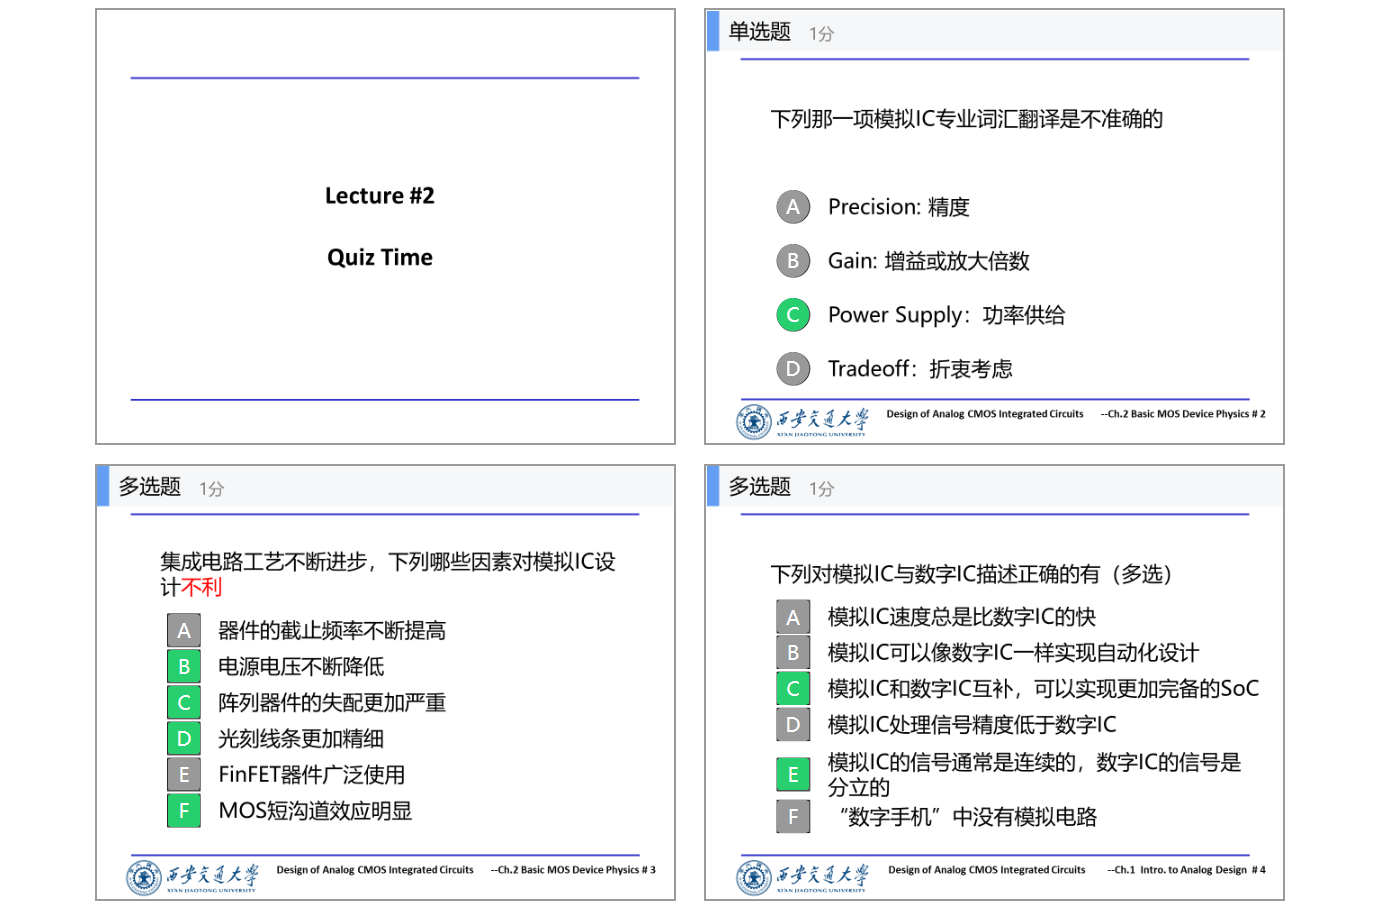 Lecture #2
Quiz Time
单选题 1分
下列那一项模拟IC专业词汇翻译是不准确的
A Precision: 精度
B Gain: 增益或放大倍数
C Power Supply：功率供给
D Tradeoff：折衷考虑
西安交通大学
XI'AN JIAOTONG UNIVERSITY
Design of Analog CMOS Integrated Circuits --Ch.2 Basic MOS Device Physics # 2
多选题 1分
集成电路工艺不断进步，下列哪些因素对模拟IC设
计不利
A 器件的截止频率不断提高
B 电源电压不断降低
C 阵列器件的失配更加严重
D 光刻线条更加精细
E FinFET器件广泛使用
F MOS短沟道效应明显
西安交通大学
XI'AN JIAOTONG UNIVERSITY
Design of Analog CMOS Integrated Circuits --Ch.2 Basic MOS Device Physics # 3
多选题 1分
下列对模拟IC与数字IC描述正确的有（多选）
A 模拟IC速度总是比数字IC的快
B 模拟IC可以像数字IC一样实现自动化设计
C 模拟IC和数字IC互补，可以实现更加完备的SoC
D 模拟IC处理信号精度低于数字IC
E 模拟IC的信号通常是连续的，数字IC的信号是
分立的
F “数字手机”中没有模拟电路
西安交通大学
XI'AN JIAOTONG UNIVERSITY
Design of Analog CMOS Integrated Circuits --Ch.1 Intro. to Analog Design # 4